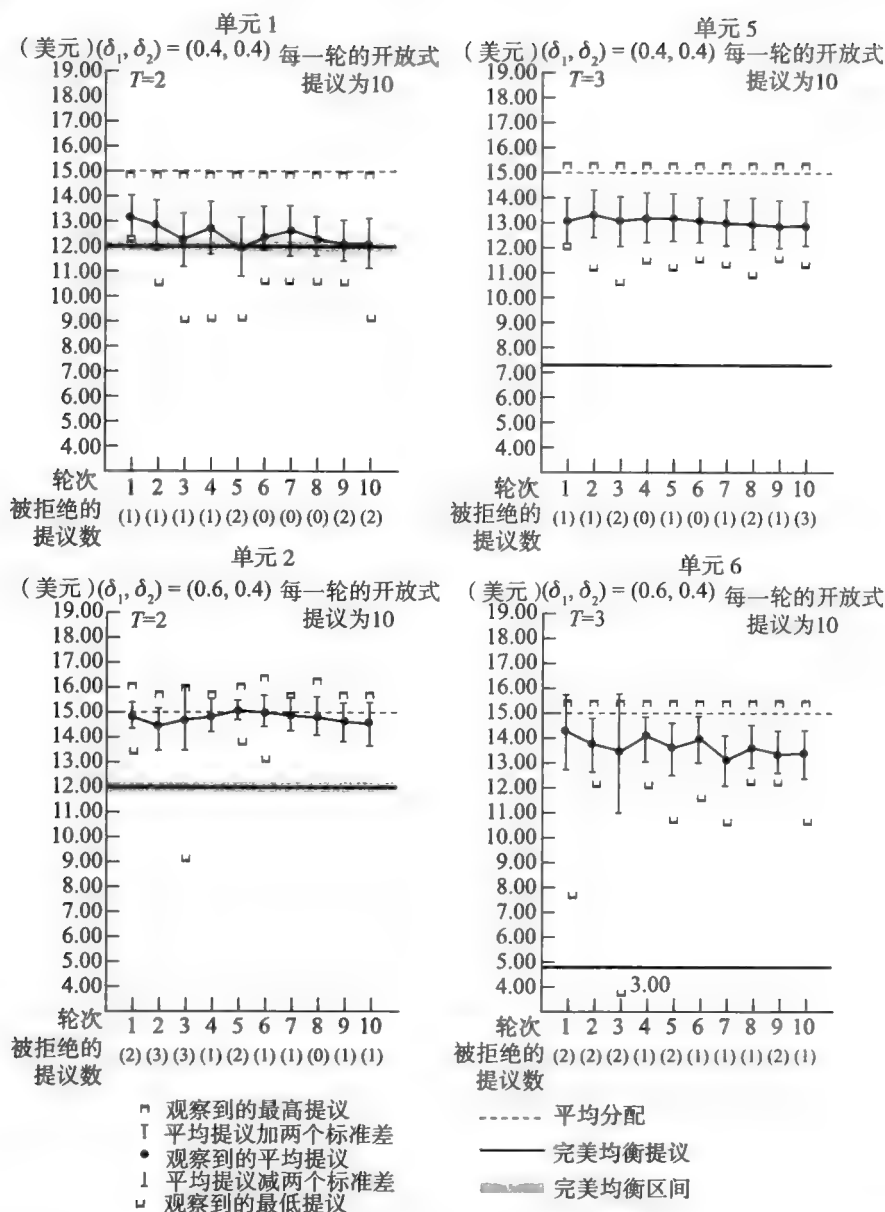 单元1
（美元）(δ₁, δ₂) = (0.4, 0.4) 每一轮的开放式
T=2 提议为10
19.00
18.00
17.00
16.00
15.00
14.00
13.00
12.00
11.00
10.00
9.00
8.00
7.00
6.00
5.00
4.00
轮次 1 2 3 4 5 6 7 8 9 10
被拒绝的 (1) (1) (1) (1) (2) (0) (0) (0) (2) (2)
提议数
单元5
（美元）(δ₁, δ₂) = (0.4, 0.4) 每一轮的开放式
T=3 提议为10
19.00
18.00
17.00
16.00
15.00
14.00
13.00
12.00
11.00
10.00
9.00
8.00
7.00
6.00
5.00
4.00
轮次 1 2 3 4 5 6 7 8 9 10
被拒绝的 (1) (1) (2) (0) (1) (0) (1) (2) (1) (3)
提议数
单元2
（美元）(δ₁, δ₂) = (0.6, 0.4) 每一轮的开放式
T=2 提议为10
19.00
18.00
17.00
16.00
15.00
14.00
13.00
12.00
11.00
10.00
9.00
8.00
7.00
6.00
5.00
4.00
轮次 1 2 3 4 5 6 7 8 9 10
被拒绝的 (2) (3) (3) (1) (2) (1) (1) (0) (1) (1)
提议数
单元6
（美元）(δ₁, δ₂) = (0.6, 0.4) 每一轮的开放式
T=3 提议为10
19.00
18.00
17.00
16.00
15.00
14.00
13.00
12.00
11.00
10.00
9.00
8.00
7.00
6.00
5.00
4.00
3.00
轮次 1 2 3 4 5 6 7 8 9 10
被拒绝的 (2) (2) (2) (1) (2) (1) (1) (1) (2) (1)
提议数
观察到的最高提议
平均提议加两个标准差
观察到的平均提议
平均提议减两个标准差
观察到的最低提议
平均分配
完美均衡提议
完美均衡区间